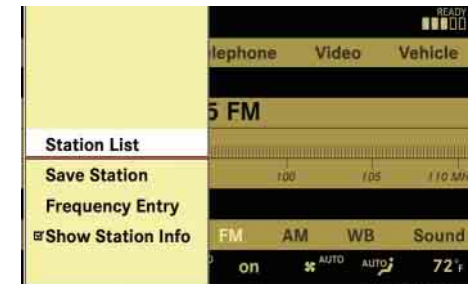 READY
lephone Video Vehicle
5 FM
Station List
Save Station
100 105 110
Frequency Entry
Show Station Info
FM AM WB Sound
on AUTO AUTO 72°F